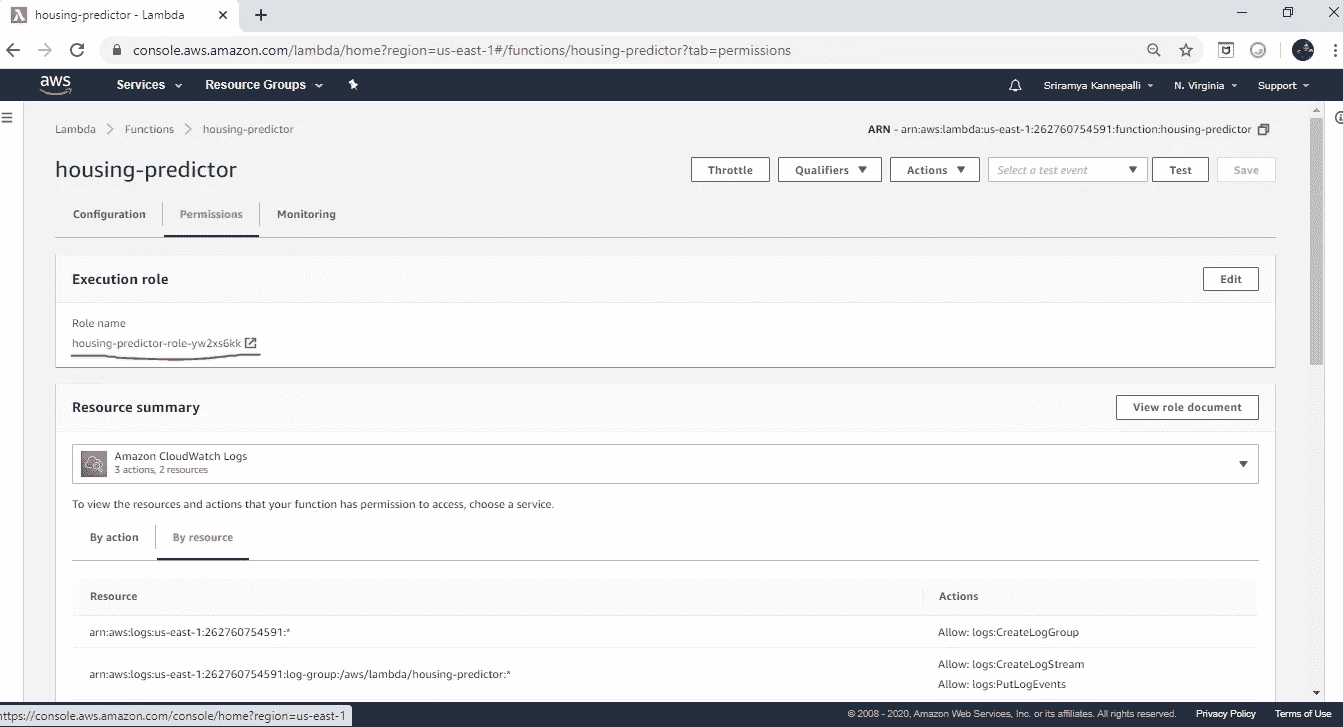 housing-predictor - Lambda
console.aws.amazon.com/lambda/home?region=us-east-1#/functions/housing-predictor?tab=permissions
aws Services Resource Groups Sriramya Kannepalli N. Virginia Support
Lambda Functions housing-predictor ARN - arn:aws:lambda:us-east-1:262760754591:function:housing-predictor
housing-predictor Throttle Qualifiers Actions Select a test event Test Save
Configuration Permissions Monitoring
Execution role Edit
Role name
housing-predictor-role-yw2xs6kk
Resource summary View role document
Amazon CloudWatch Logs
3 actions, 2 resources
To view the resources and actions that your function has permission to access, choose a service.
By action By resource
Resource Actions
arn:aws:logs:us-east-1:262760754591:* Allow: logs:CreateLogGroup
arn:aws:logs:us-east-1:262760754591:log-group:/aws/lambda/housing-predictor:* Allow: logs:CreateLogStream
Allow: logs:PutLogEvents
https://console.aws.amazon.com/console/home?region=us-east-1 © 2008 - 2020, Amazon Web Services, Inc. or its affiliates. All rights reserved. Privacy Policy Terms of Use